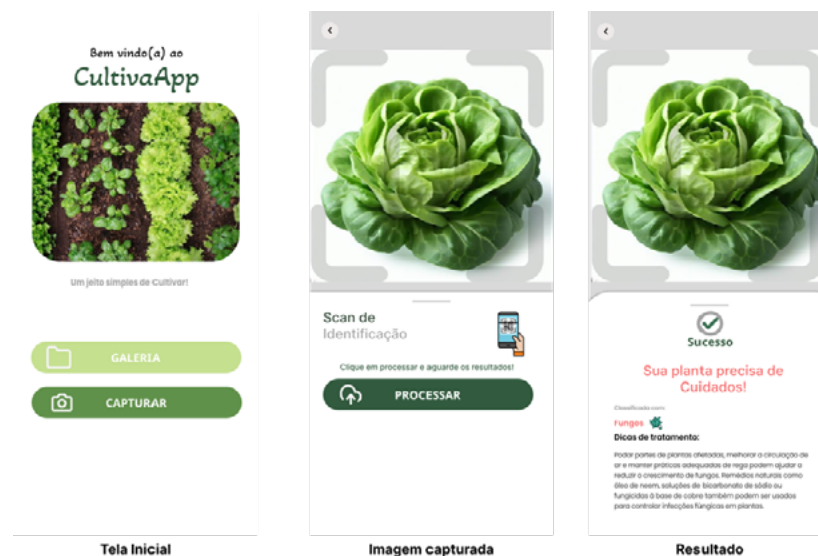 Bem vindo(a) ao
CultivaApp
Um jeito simples de Cultivar!
GALERIA
CAPTURAR
Tela Inicial
Scan de
Identificação
Clique em processar e aguarde os resultados!
PROCESSAR
Imagem capturada
Sucesso
Sua planta precisa de
Cuidados!
Classificada com:
Fungos
Dicas de tratamento:
Podar partes de plantas afetadas, melhorar a circulação de
ar e manter práticas adequadas de rega podem ajudar a
reduzir o crescimento de fungos. Remédios naturais como
óleo de neem, soluções de bicarbonato de sódio ou
fungicidas à base de cobre também podem ser usados
para controlar infecções fúngicas em plantas.
Resultado